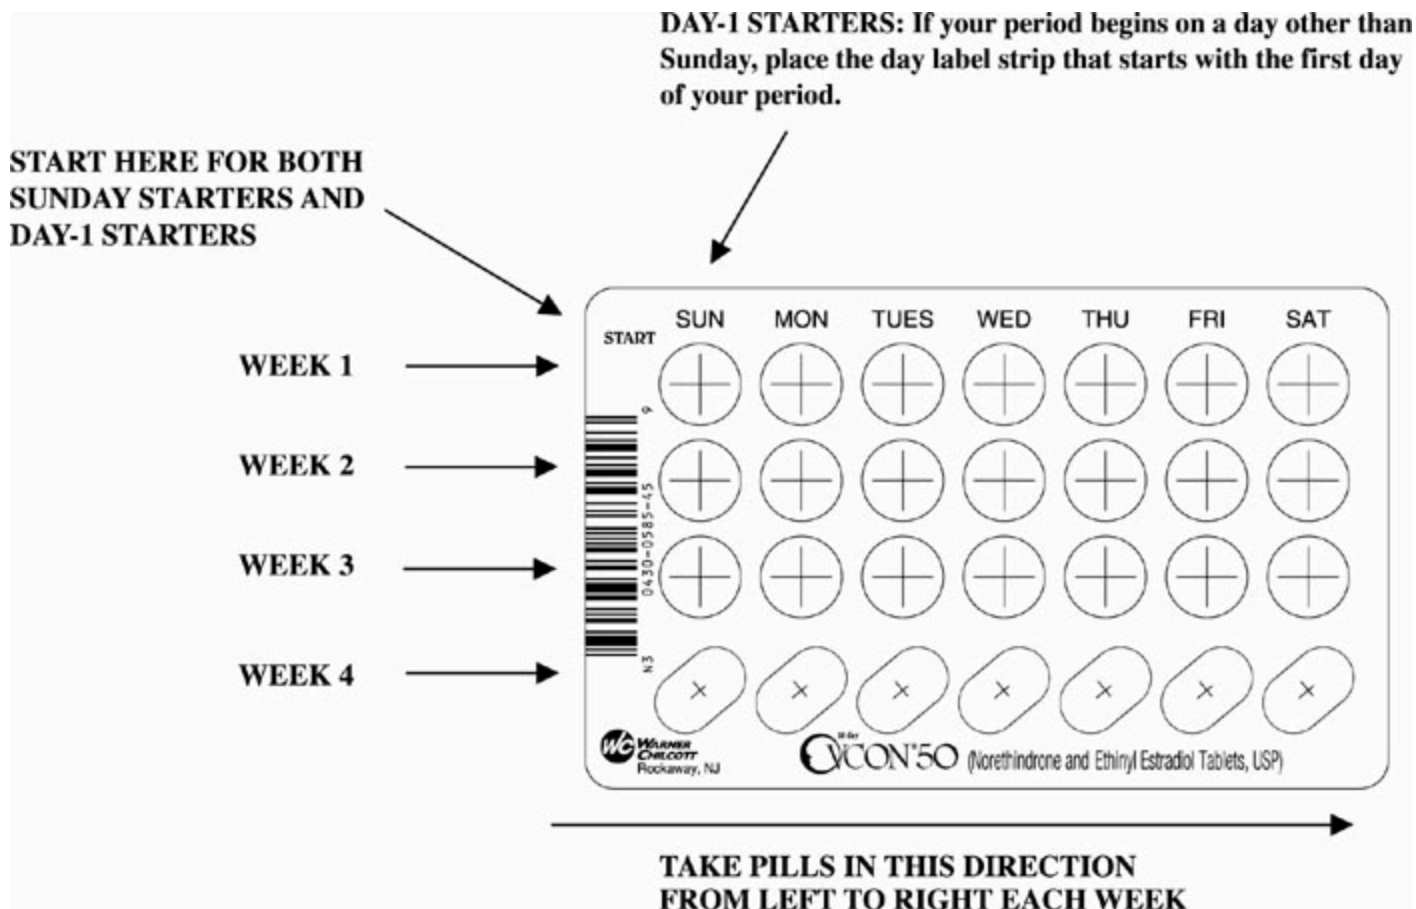 DAY-1 STARTERS: If your period begins on a day other than
Sunday, place the day label strip that starts with the first day
of your period.
START HERE FOR BOTH
SUNDAY STARTERS AND
DAY-1 STARTERS
SUN MON TUES WED THU FRI SAT
START
WEEK 1
WEEK 2
WEEK 3
WEEK 4
9
0430-0585-45
N3
WC WARNER
CHILCOTT
Rockaway, NJ
OVCON®50 (Norethindrone and Ethinyl Estradiol Tablets, USP)
TAKE PILLS IN THIS DIRECTION
FROM LEFT TO RIGHT EACH WEEK